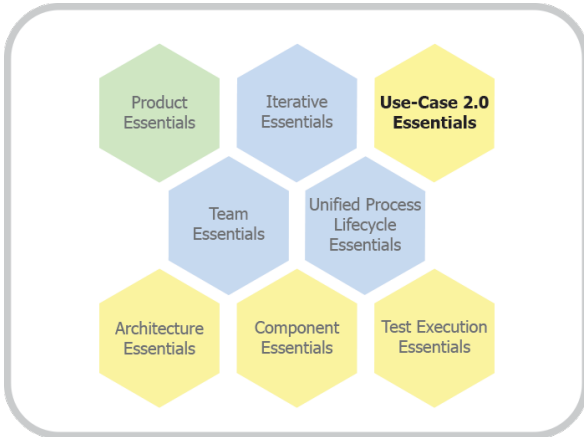 Product
Essentials
Iterative
Essentials
Use-Case 2.0
Essentials
Team
Essentials
Unified Process
Lifecycle
Essentials
Architecture
Essentials
Component
Essentials
Test Execution
Essentials